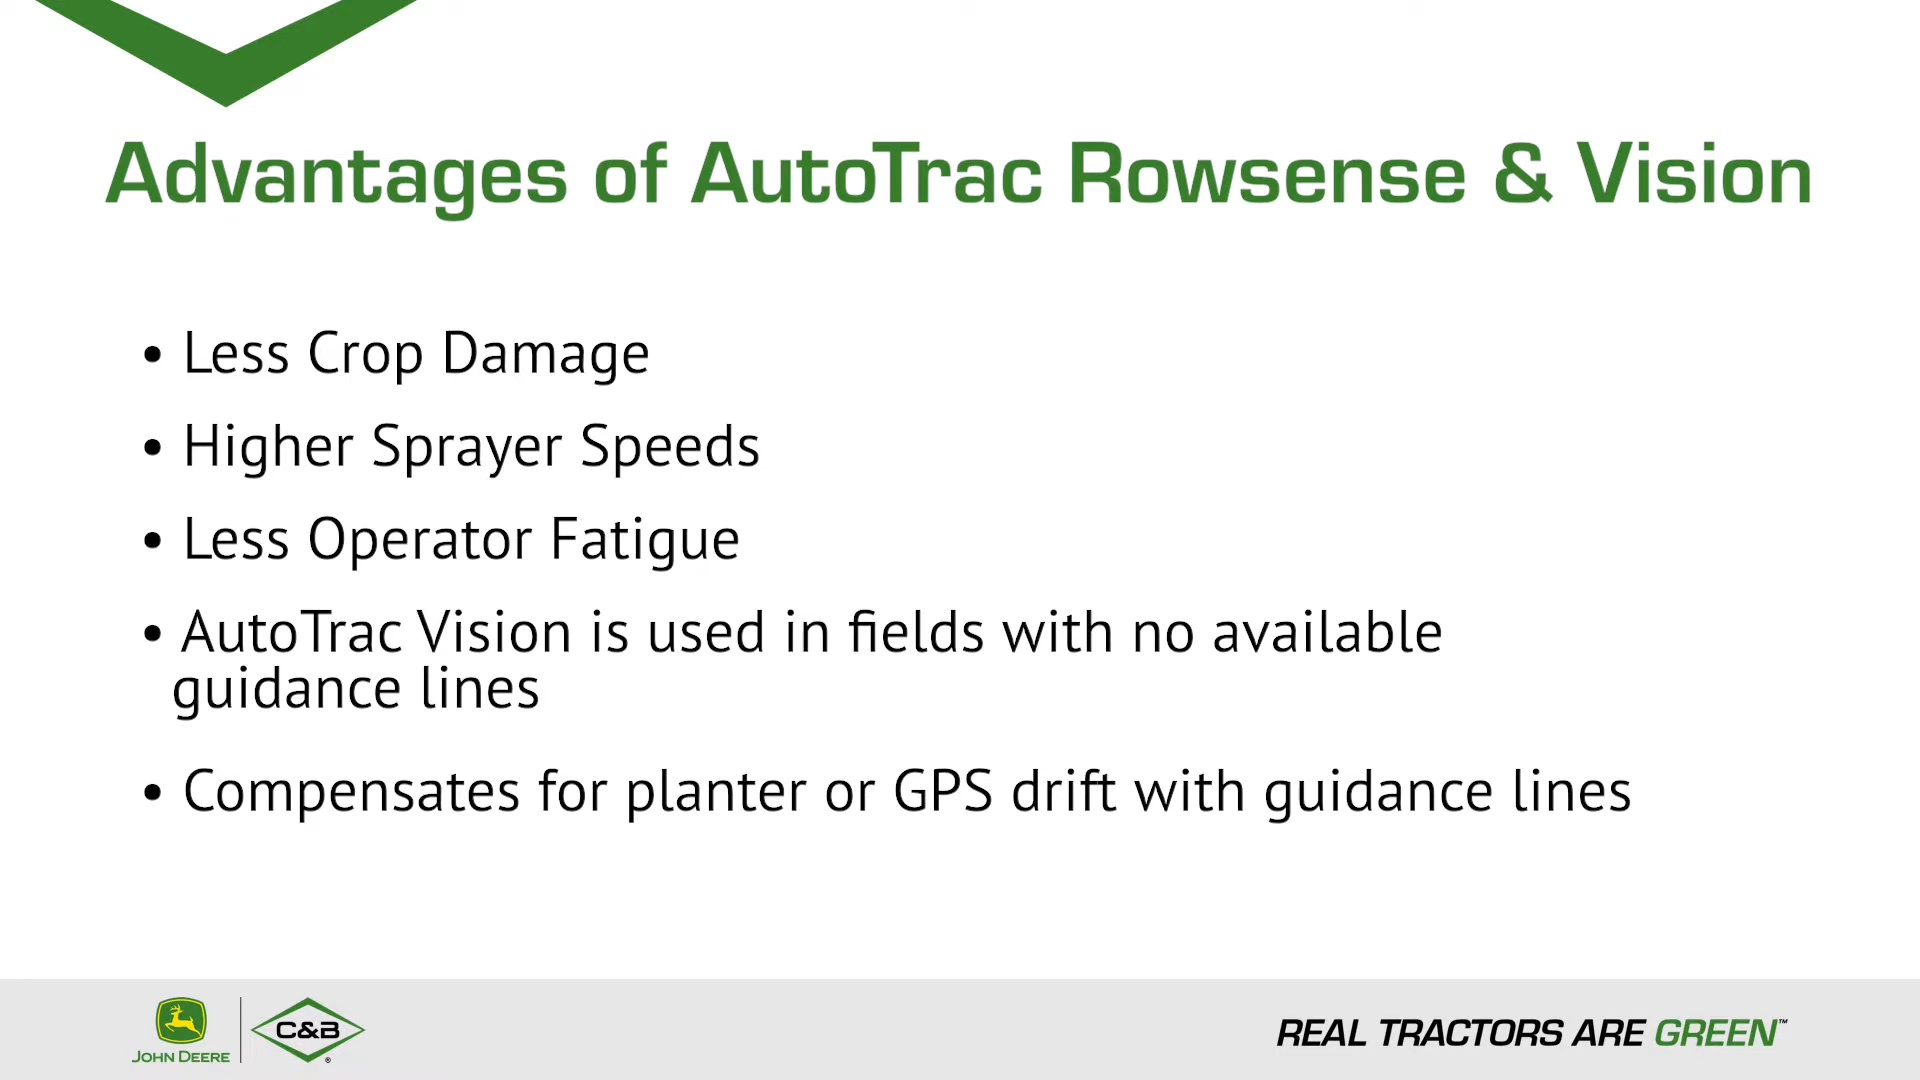 Advantages of AutoTrac Rowsense & Vision
• Less Crop Damage
• Higher Sprayer Speeds
• Less Operator Fatigue
• AutoTrac Vision is used in fields with no available
guidance lines
• Compensates for planter or GPS drift with guidance lines
JOHN DEERE
C&B®
REAL TRACTORS ARE GREEN™